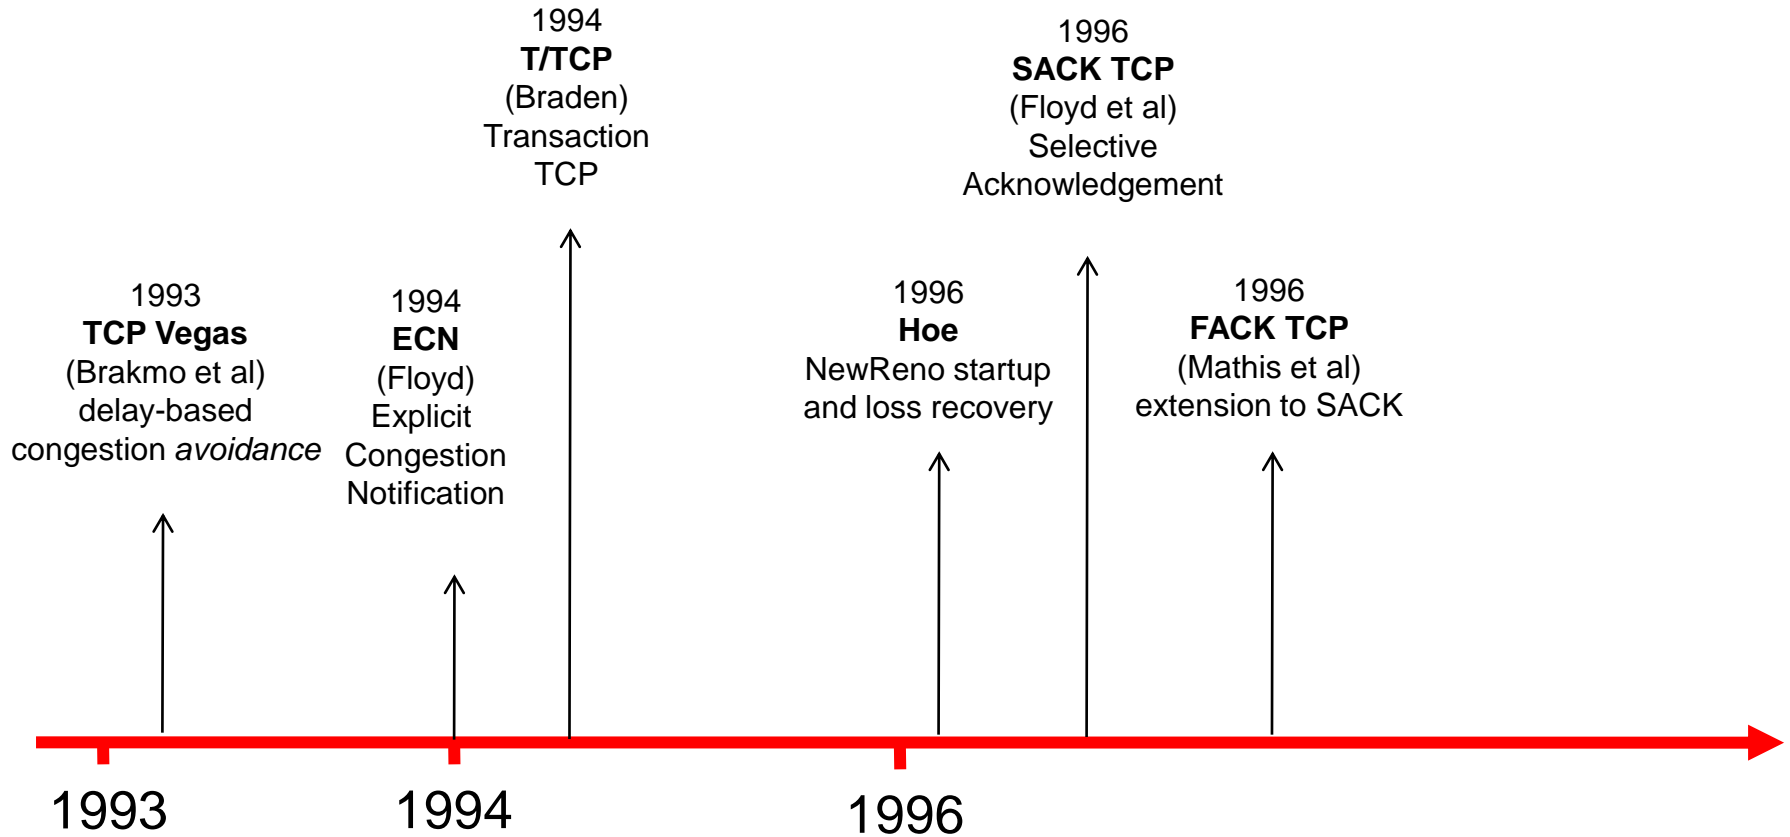 1994
T/TCP
(Braden)
Transaction
TCP
1996
SACK TCP
(Floyd et al)
Selective
Acknowledgement
1993
TCP Vegas
(Brakmo et al)
delay-based
congestion avoidance
1994
ECN
(Floyd)
Explicit
Congestion
Notification
1996
Hoe
NewReno startup
and loss recovery
1996
FACK TCP
(Mathis et al)
extension to SACK
1993
1994
1996